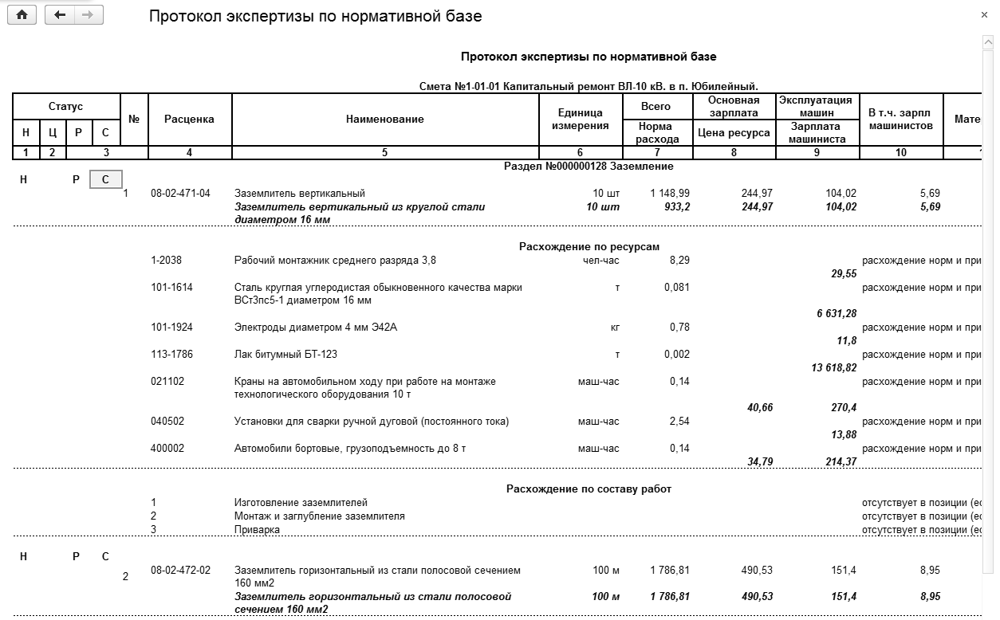 Протокол экспертизы по нормативной базе
Протокол экспертизы по нормативной базе
Смета №1-01-01 Капитальный ремонт ВЛ-10 кВ. в п. Юбилейный.
Статус № Расценка Наименование Единица измерения Всего Основная зарплата Эксплуатация машин В т.ч. зарпл машинистов Мате
Н Ц Р С Норма расхода Цена ресурса Зарплата машиниста
1 2 3 4 5 6 7 8 9 10 1
Раздел №000000128 Заземление
Н Р С
1 08-02-471-04 Заземлитель вертикальный 10 шт 1 148,99 244,97 104,02 5,69
Заземлитель вертикальный из круглой стали 10 шт 933,2 244,97 104,02 5,69
диаметром 16 мм
Расхождение по ресурсам
1-2038 Рабочий монтажник среднего разряда 3,8 чел-час 8,29 расхождение норм и при
29,55
101-1614 Сталь круглая углеродистая обыкновенного качества марки т 0,081 расхождение норм и при
ВСт3пс5-1 диаметром 16 мм
6 631,28
101-1924 Электроды диаметром 4 мм Э42А кг 0,78 расхождение норм и при
11,8
113-1786 Лак битумный БТ-123 т 0,002 расхождение норм и при
13 618,82
021102 Краны на автомобильном ходу при работе на монтаже маш-час 0,14 расхождение норм и при
технологического оборудования 10 т
40,66 270,4
040502 Установки для сварки ручной дуговой (постоянного тока) маш-час 2,54 расхождение норм и при
13,88
400002 Автомобили бортовые, грузоподъемность до 8 т маш-час 0,14 расхождение норм и при
34,79 214,37
Расхождение по составу работ
1 Изготовление заземлителей отсутствует в позиции (ес
2 Монтаж и заглубление заземлителя отсутствует в позиции (ес
3 Приварка отсутствует в позиции (ес
Н Р С
2 08-02-472-02 Заземлитель горизонтальный из стали полосовой сечением 100 м 1 786,81 490,53 151,4 8,95
160 мм2
Заземлитель горизонтальный из стали полосовой 100 м 1 786,81 490,53 151,4 8,95
сечением 160 мм2